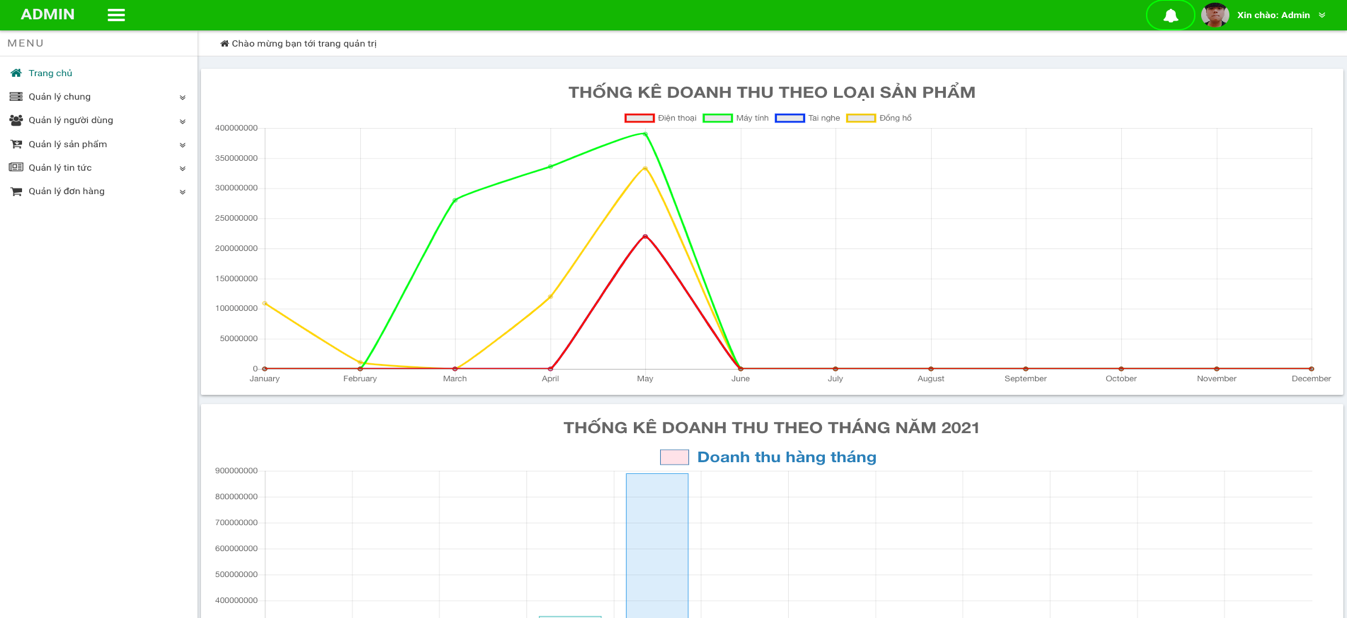 ADMIN
Xin chào: Admin
MENU
Chào mừng bạn tới trang quản trị
Trang chủ
Quản lý chung
Quản lý người dùng
Quản lý sản phẩm
Quản lý tin tức
Quản lý đơn hàng
THỐNG KÊ DOANH THU THEO LOẠI SẢN PHẨM
Điện thoại Máy tính Tai nghe Đồng hồ
400000000
350000000
300000000
250000000
200000000
150000000
100000000
50000000
0
January February March April May June July August September October November December
THỐNG KÊ DOANH THU THEO THÁNG NĂM 2021
Doanh thu hàng tháng
900000000
800000000
700000000
600000000
500000000
400000000